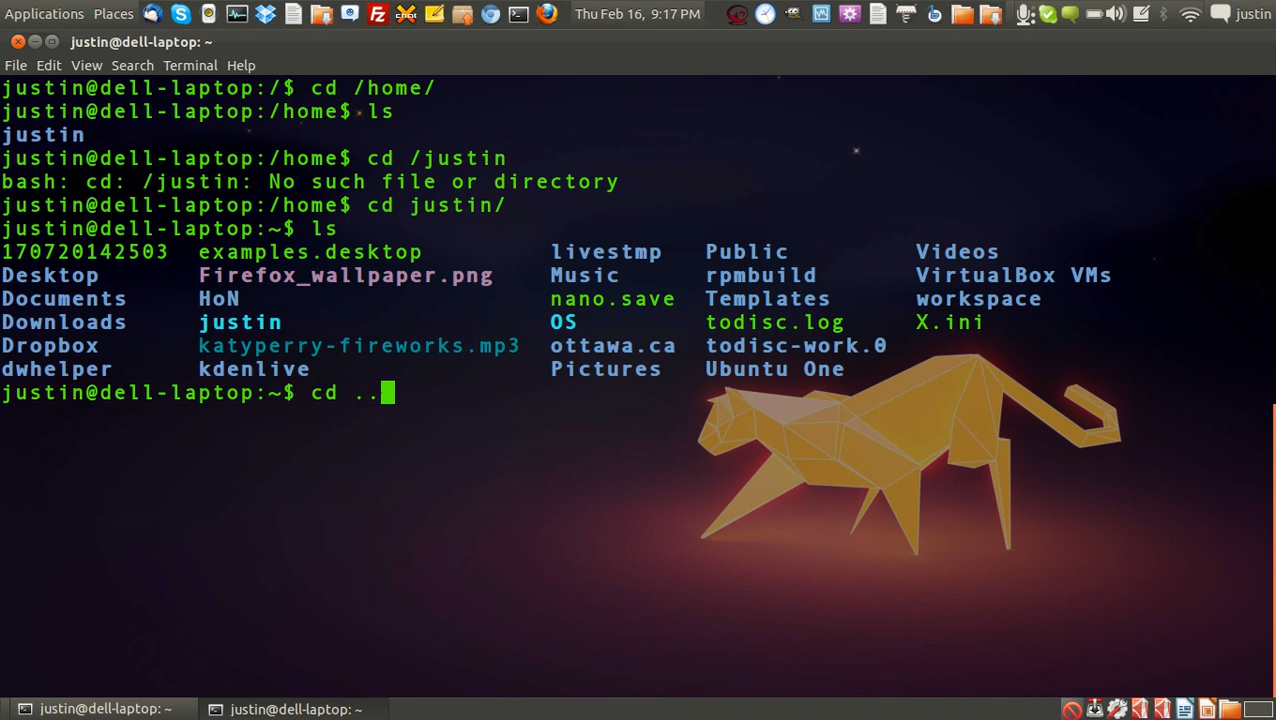 Applications Places Thu Feb 16, 9:17 PM justin
justin@dell-laptop: ~
File Edit View Search Terminal Help
justin@dell-laptop:/$ cd /home/
justin@dell-laptop:/home$ ls
justin
justin@dell-laptop:/home$ cd /justin
bash: cd: /justin: No such file or directory
justin@dell-laptop:/home$ cd justin/
justin@dell-laptop:~$ ls
170720142503 examples.desktop livestmp Public Videos
Desktop Firefox_wallpaper.png Music rpmbuild VirtualBox VMs
Documents HoN nano.save Templates workspace
Downloads justin OS todisc.log X.ini
Dropbox katyperry-fireworks.mp3 ottawa.ca todisc-work.0
dwhelper kdenlive Pictures Ubuntu One
justin@dell-laptop:~$ cd ..
justin@dell-laptop: ~ justin@dell-laptop: ~